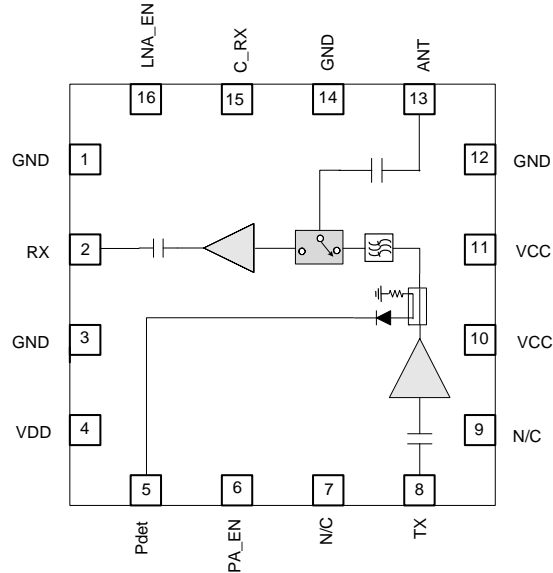 LNA_EN
C_RX
GND
ANT
16
15
14
13
GND
1
12
GND
RX
2
11
VCC
GND
3
10
VCC
VDD
4
9
N/C
5
6
7
8
Pdet
PA_EN
N/C
TX